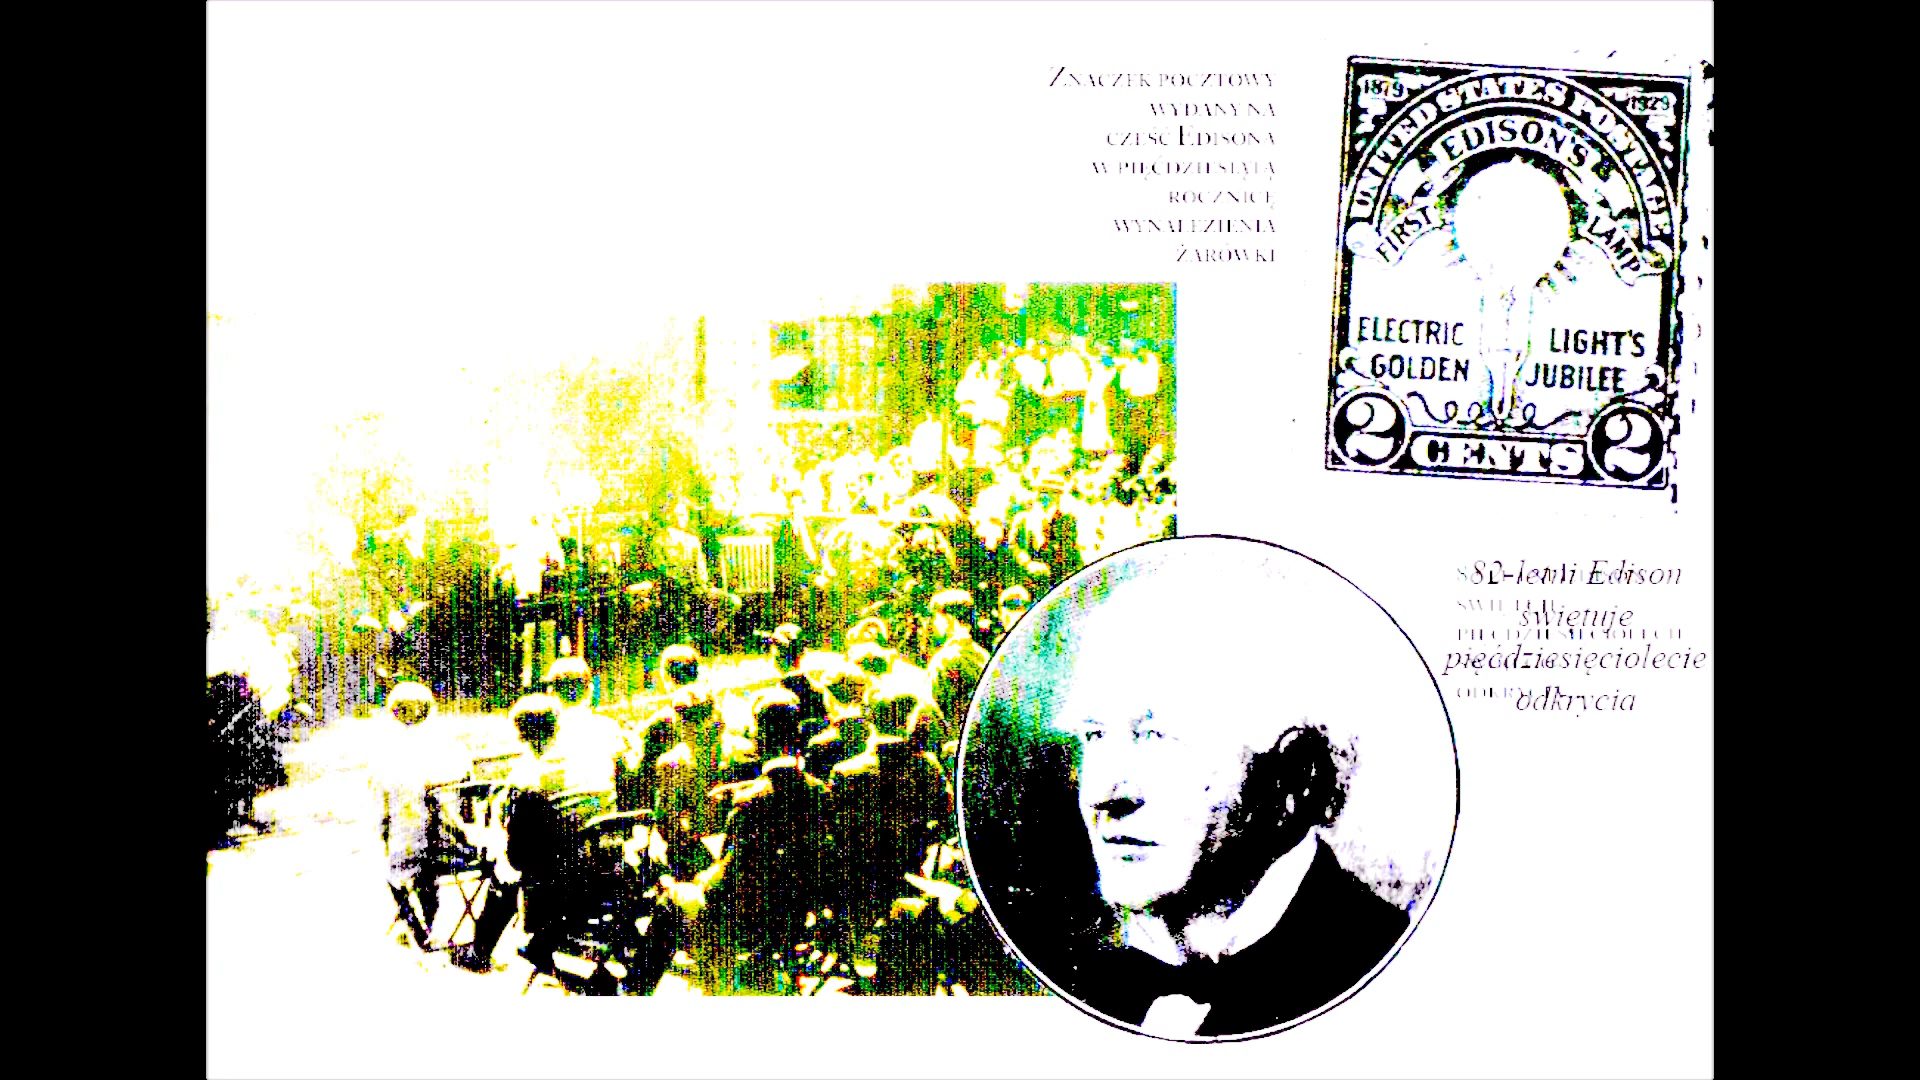 ZNACZEK POCZTOWY
WYDANY NA
CZEŚĆ EDISONA
W PIĘĆDZIESIĄTĄ
ROCZNICĘ
WYNALEZIENIA
ŻARÓWKI
1879 1929
UNITED STATES POSTAGE
EDISON'S
FIRST LAMP
ELECTRIC LIGHT'S
GOLDEN JUBILEE
2 CENTS 2
82-letni Edison
świętuje
pięćdziesięciolecie
odkrycia